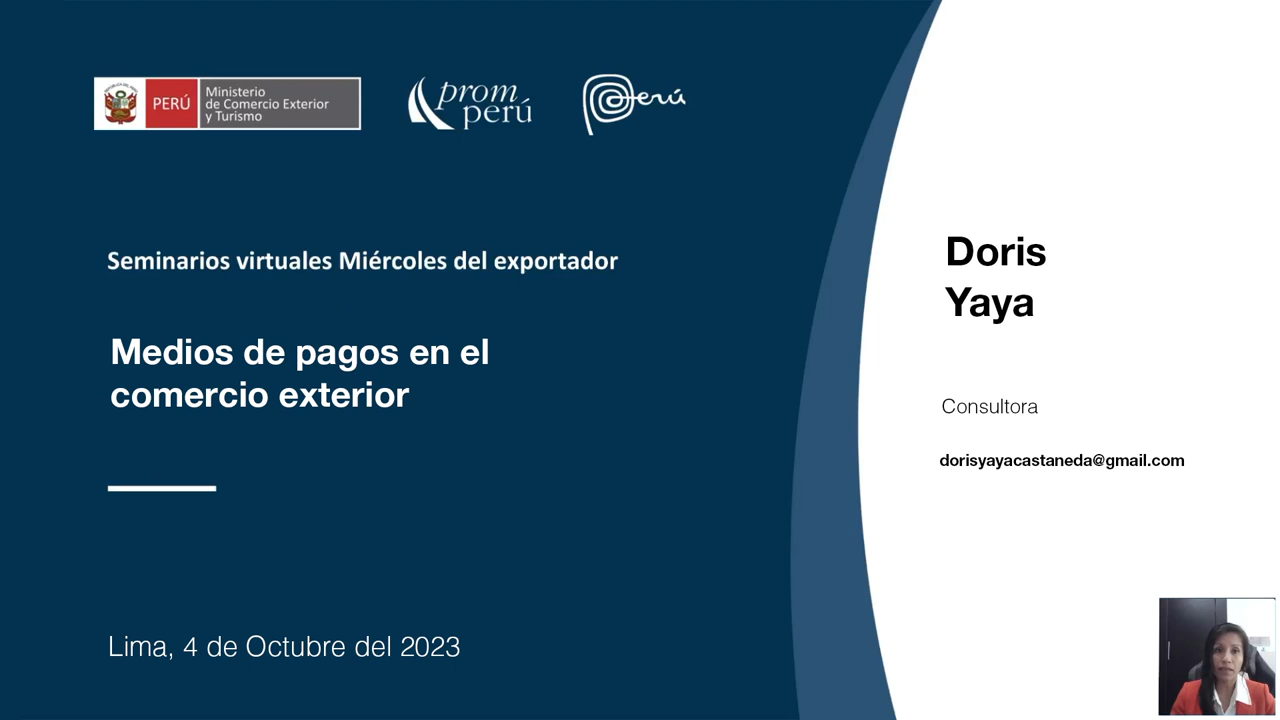 PERÚ
Ministerio
de Comercio Exterior
y Turismo
prom
perú
Perú
Seminarios virtuales Miércoles del exportador
Medios de pagos en el
comercio exterior
Lima, 4 de Octubre del 2023
Doris
Yaya
Consultora
dorisyayacastaneda@gmail.com